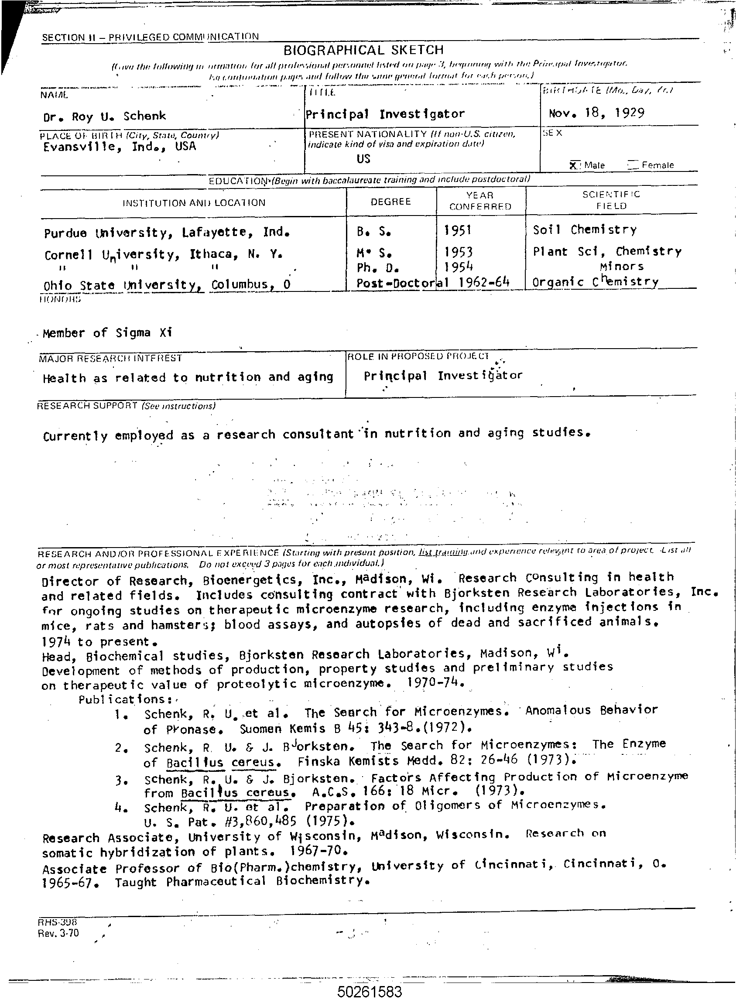 SECTION II – PRIVILEGED COMMUNICATION
BIOGRAPHICAL SKETCH
(Give the following information for all professional personnel listed on page 3, beginning with the Principal Investigator.
Use continuation pages and follow the same general format for each person.)
NAME TITLE BIRTHDATE (Mo., Day, Yr.)
Dr. Roy U. Schenk Principal Investigator Nov. 18, 1929
PLACE OF BIRTH (City, State, Country) PRESENT NATIONALITY (If non-U.S. citizen, SEX
Evansville, Ind., USA indicate kind of visa and expiration date)
US X Male Female
EDUCATION (Begin with baccalaureate training and include postdoctoral)
INSTITUTION AND LOCATION DEGREE YEAR CONFERRED SCIENTIFIC FIELD
Purdue University, Lafayette, Ind. B. S. 1951 Soil Chemistry
Cornell University, Ithaca, N. Y. M. S. 1953 Plant Sci, Chemistry
" " " Ph. D. 1954 Minors
Ohio State University, Columbus, O Post-Doctoral 1962-64 Organic Chemistry
HONORS
Member of Sigma Xi
MAJOR RESEARCH INTEREST ROLE IN PROPOSED PROJECT
Health as related to nutrition and aging Principal Investigator
RESEARCH SUPPORT (See instructions)
Currently employed as a research consultant in nutrition and aging studies.
RESEARCH AND/OR PROFESSIONAL EXPERIENCE (Starting with present position, list training and experience relevant to area of project. List all
or most representative publications. Do not exceed 3 pages for each individual.)
Director of Research, Bioenergetics, Inc., Madison, Wi. Research Consulting in health
and related fields. Includes consulting contract with Bjorksten Research Laboratories, Inc.
for ongoing studies on therapeutic microenzyme research, including enzyme injections in
mice, rats and hamsters; blood assays, and autopsies of dead and sacrificed animals.
1974 to present.
Head, Biochemical studies, Bjorksten Research Laboratories, Madison, Wi.
Development of methods of production, property studies and preliminary studies
on therapeutic value of proteolytic microenzyme. 1970-74.
Publications:
1. Schenk, R. U. et al. The Search for Microenzymes. Anomalous Behavior
of Pronase. Suomen Kemis B 45: 343-8.(1972).
2. Schenk, R. U. & J. Bjorksten. The Search for Microenzymes: The Enzyme
of Bacillus cereus. Finska Kemists Medd. 82: 26-46 (1973).
3. Schenk, R. U. & J. Bjorksten. Factors Affecting Production of Microenzyme
from Bacillus cereus. A.C.S. 166: 18 Micr. (1973).
4. Schenk, R. U. et al. Preparation of Oligomers of Microenzymes.
U. S. Pat. #3,860,485 (1975).
Research Associate, University of Wisconsin, Madison, Wisconsin. Research on
somatic hybridization of plants. 1967-70.
Associate Professor of Bio(Pharm.)chemistry, University of Cincinnati, Cincinnati, O.
1965-67. Taught Pharmaceutical Biochemistry.
RHS-398
Rev. 3-70
50261583